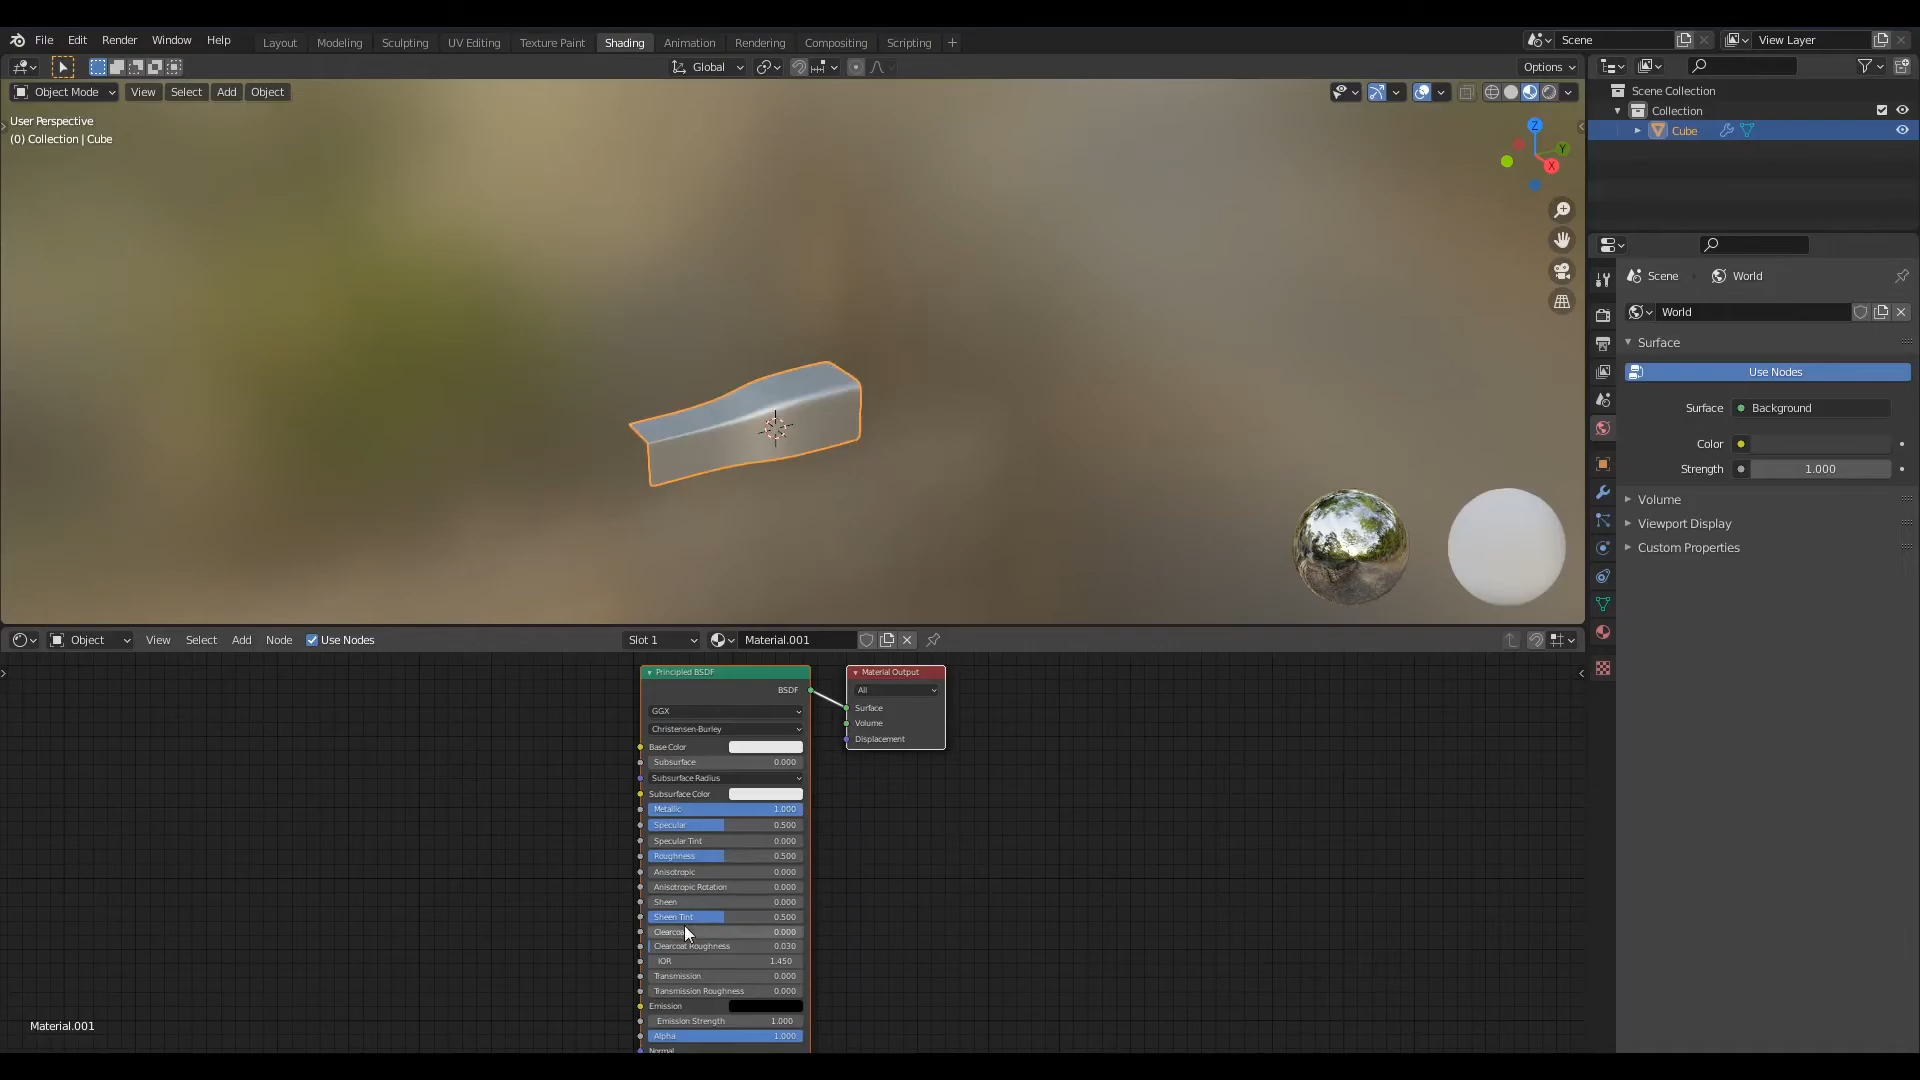 File Edit Render Window Help Layout Modeling Sculpting UV Editing Texture Paint Shading Animation Rendering Compositing Scripting + Scene View Layer
Global Options
Object Mode View Select Add Object
User Perspective
(0) Collection | Cube
Z
Y
X
Scene Collection
Collection
Cube
Scene World
World
Surface
Use Nodes
Surface Background
Color
Strength 1.000
Volume
Viewport Display
Custom Properties
Object View Select Add Node Use Nodes Slot 1 Material.001
Principled BSDF
BSDF
GGX
Christensen-Burley
Base Color
Subsurface 0.000
Subsurface Radius
Subsurface Color
Metallic 1.000
Specular 0.500
Specular Tint 0.000
Roughness 0.500
Anisotropic 0.000
Anisotropic Rotation 0.000
Sheen 0.000
Sheen Tint 0.500
Clearcoat 0.000
Clearcoat Roughness 0.030
IOR 1.450
Transmission 0.000
Transmission Roughness 0.000
Emission
Emission Strength 1.000
Alpha 1.000
Normal
Material Output
All
Surface
Volume
Displacement
Material.001